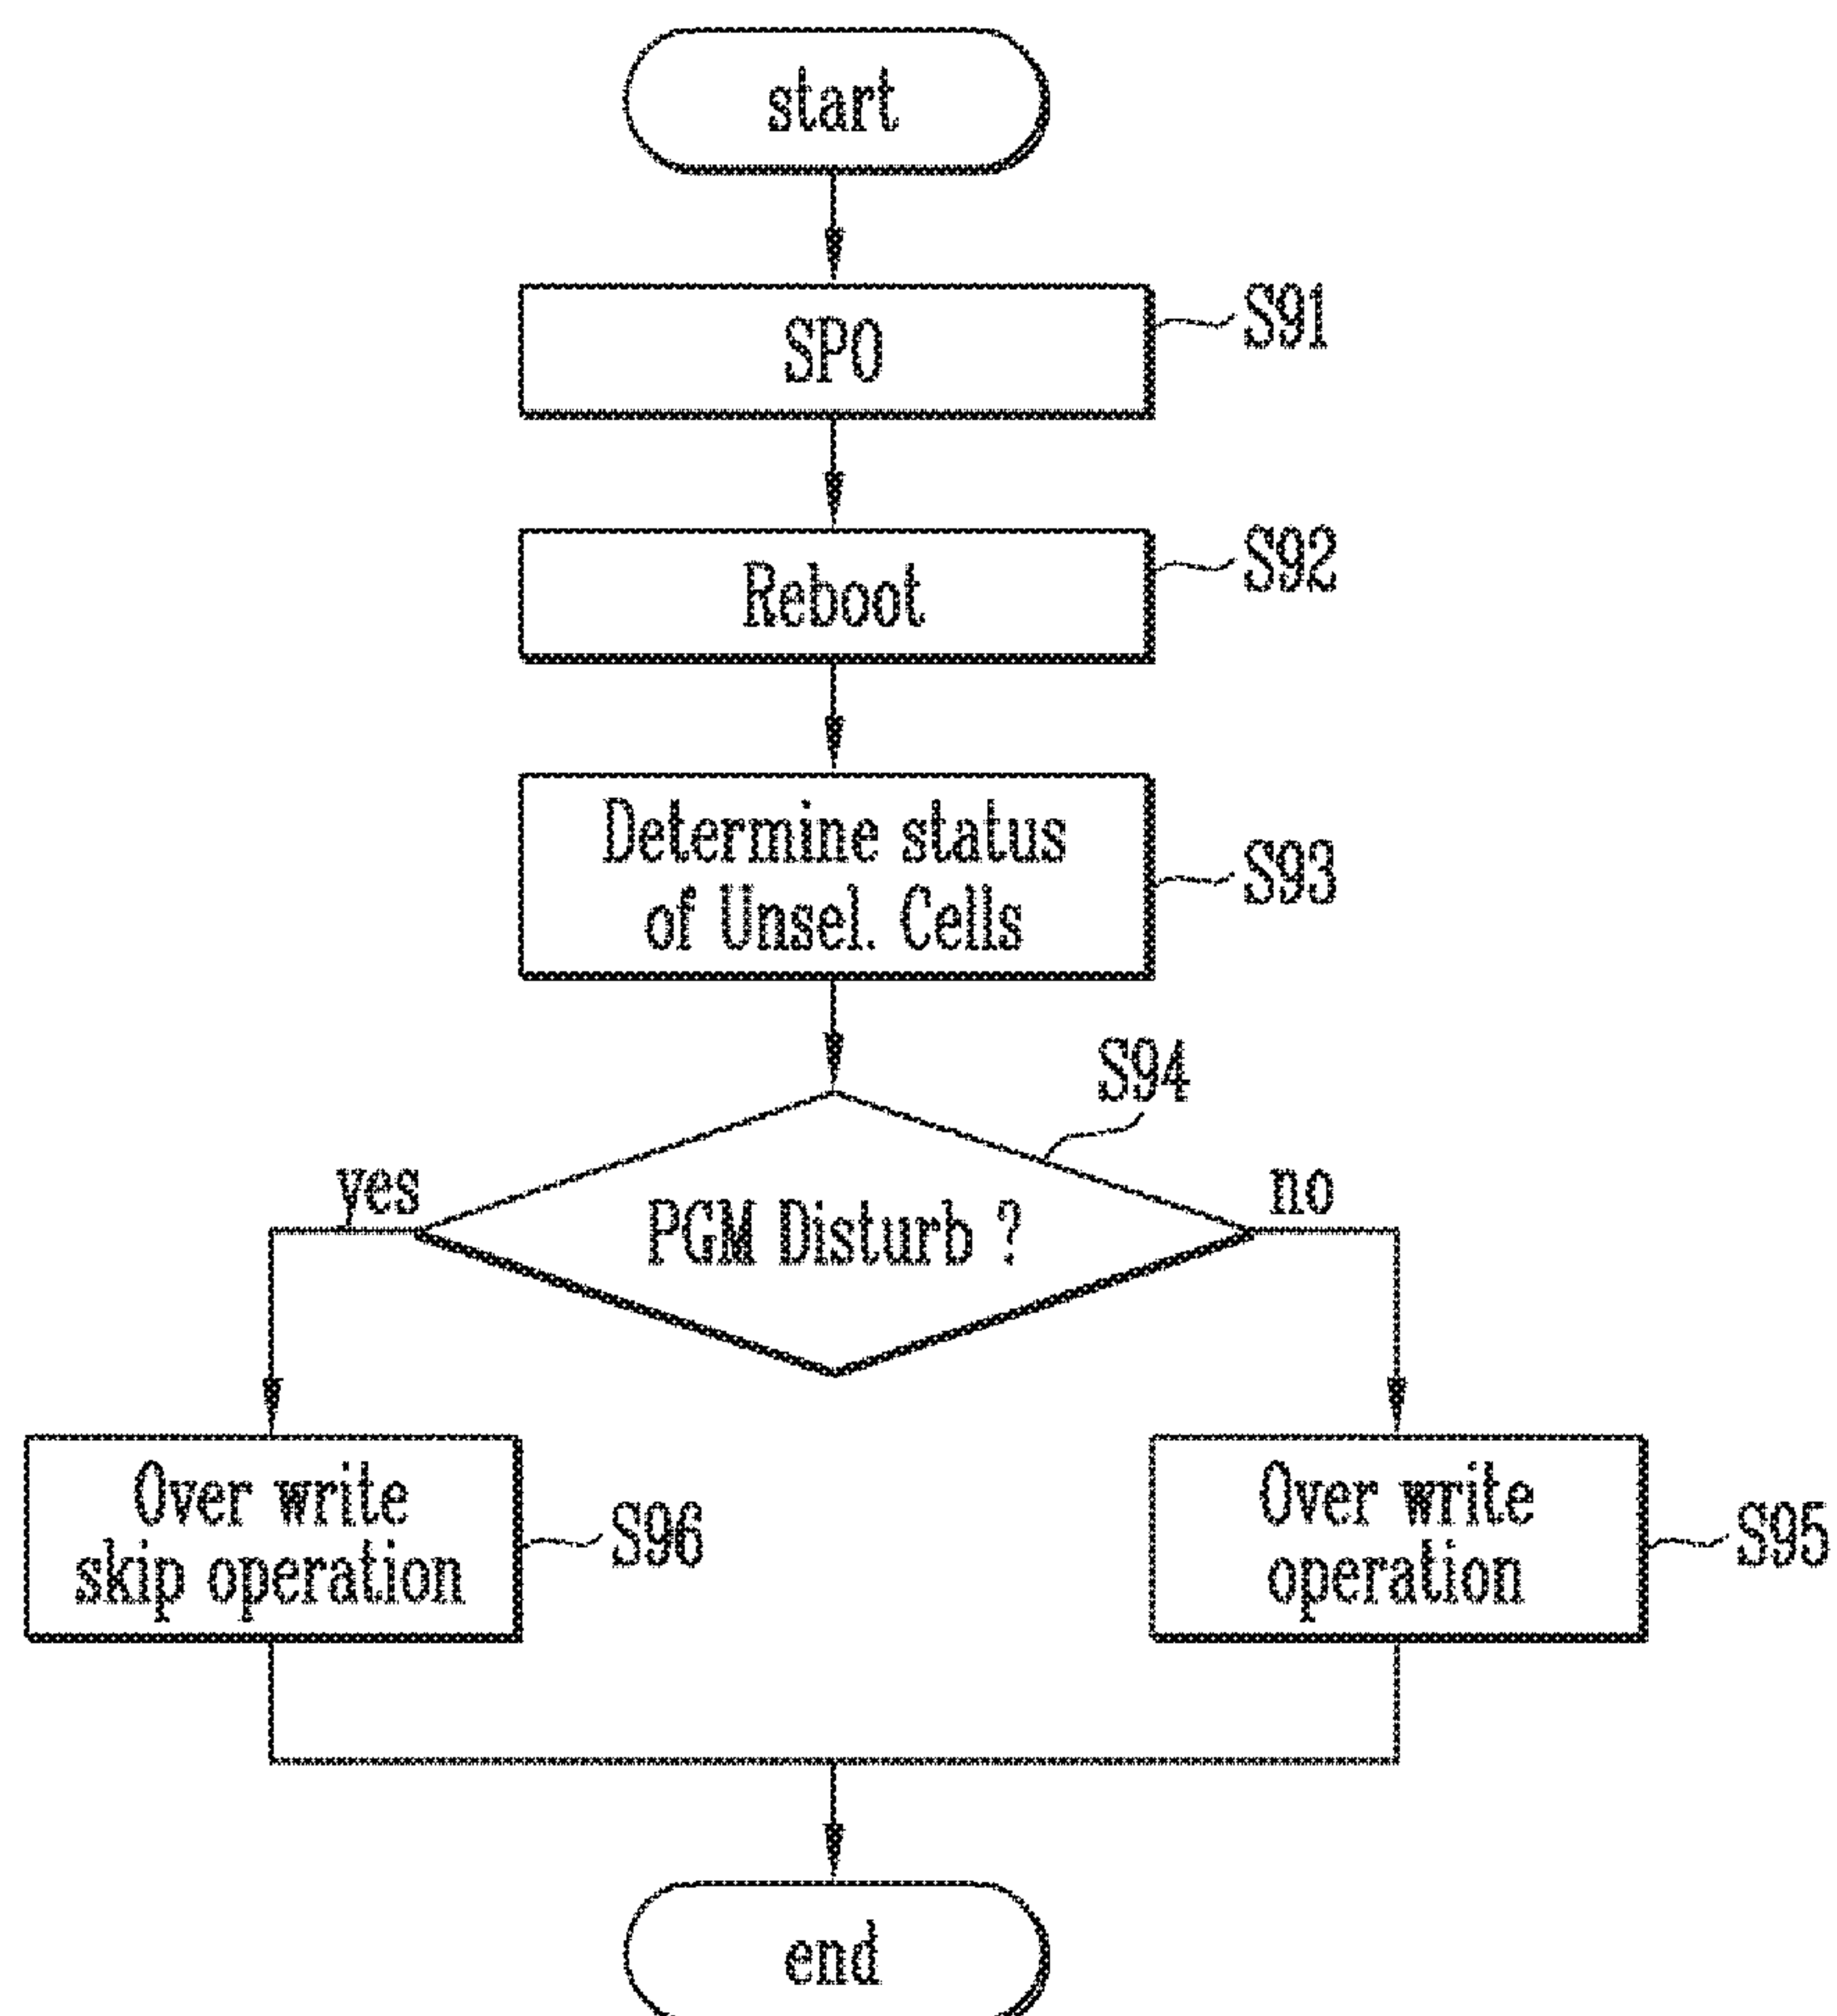 start
SPO
S91
Reboot
S92
Determine status
of Unsel. Cells
S93
S94
yes
PGM Disturb ?
no
Over write
skip operation
S96
Over write
operation
S95
end